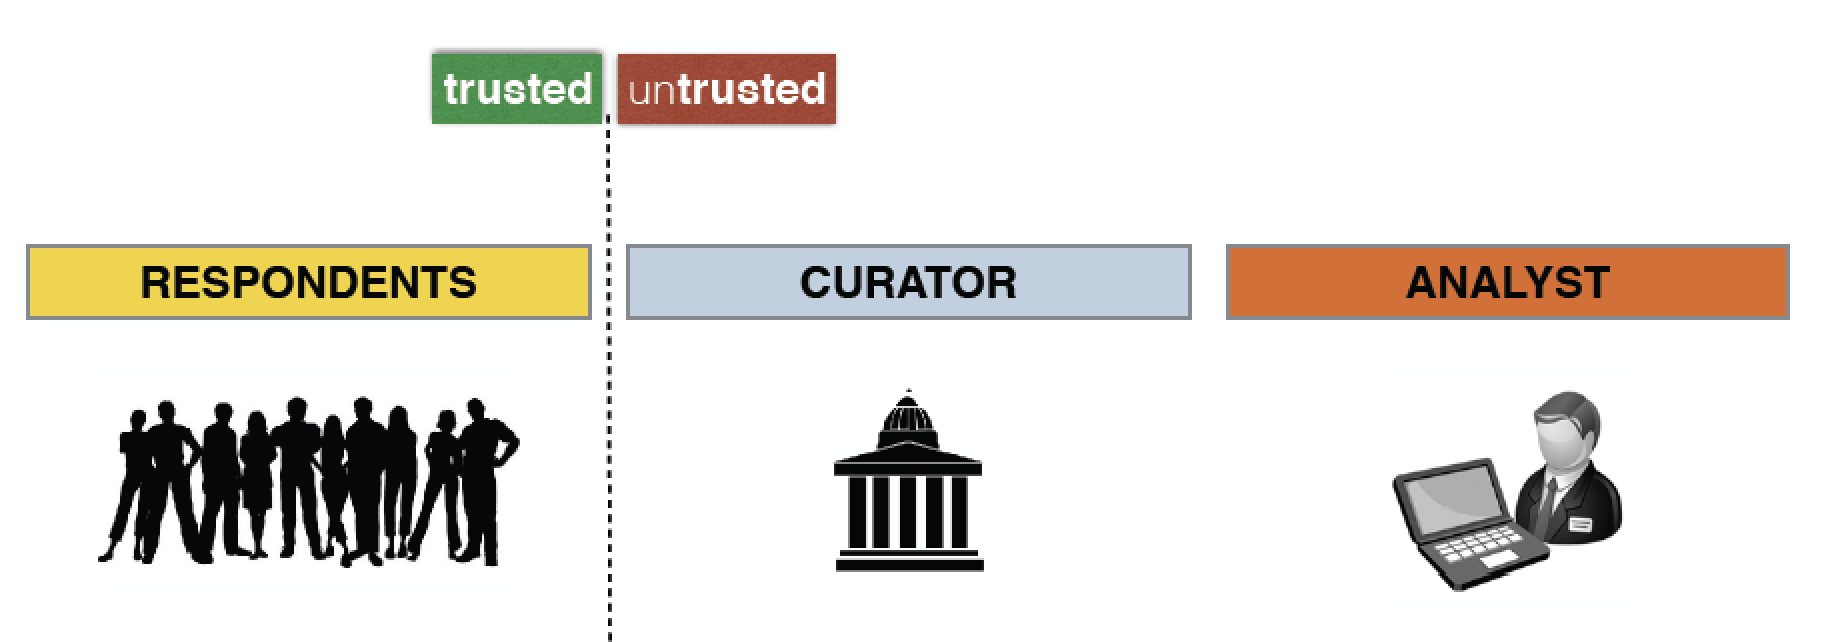 trusted untrusted
RESPONDENTS CURATOR ANALYST